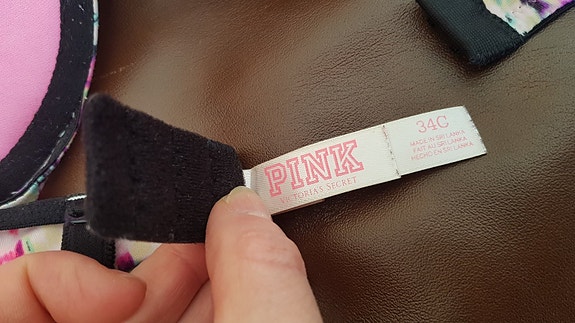 PINK
VICTORIA'S SECRET
34C
MADE IN SRI LANKA
FAIT AU SRI LANKA
HECHO EN SRI LANKA